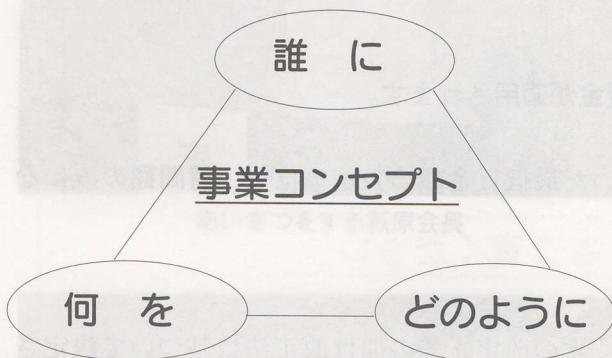 誰 に
事業コンセプト
何 を
どのように